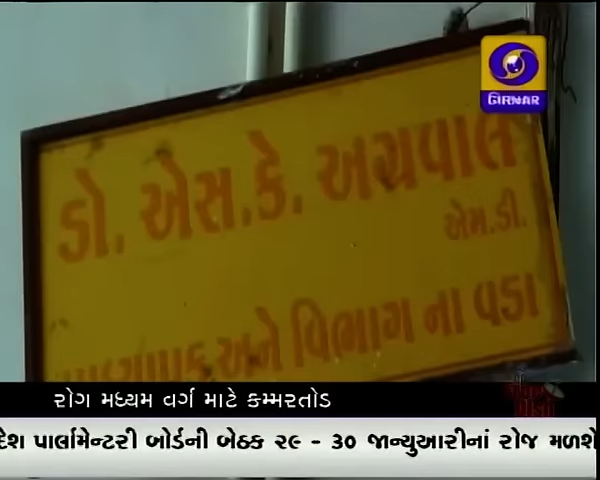 GIRNAR
ડો. એસ.કે. અગ્રવાલ
એમ.ડી.
પ્રાધ્યાપક અને વિભાગ ના વડા
રોગ મધ્યમ વર્ગ માટે કમ્મરતોડ
દેશ પાર્લામેન્ટરી બોર્ડની બેઠક ૨૯ - ૩૦ જાન્યુઆરીનાં રોજ મળશે